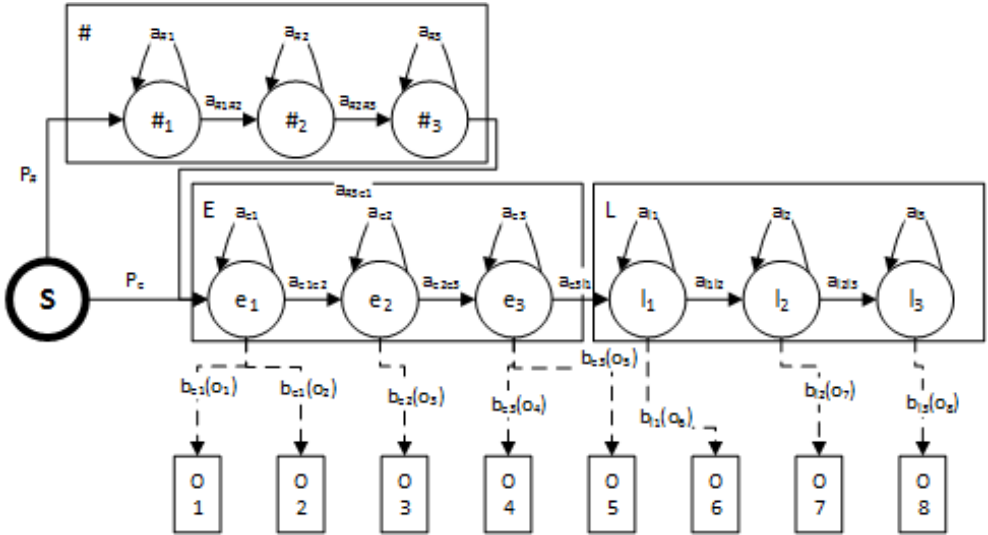 #
a#1 a#2 a#3
#1 a#1#2 #2 a#2#3 #3
P#
a#3e1
E L
ae1 ae2 ae3 al1 al2 al3
S Pe e1 ae1e2 e2 ae2e3 e3 ae3l1 l1 al1l2 l2 al2l3 l3
be1(o1) be1(o2) be2(o3) be3(o4) be3(o5) bl1(o6) bl2(o7) bl3(o8)
O O O O O O O O
1 2 3 4 5 6 7 8